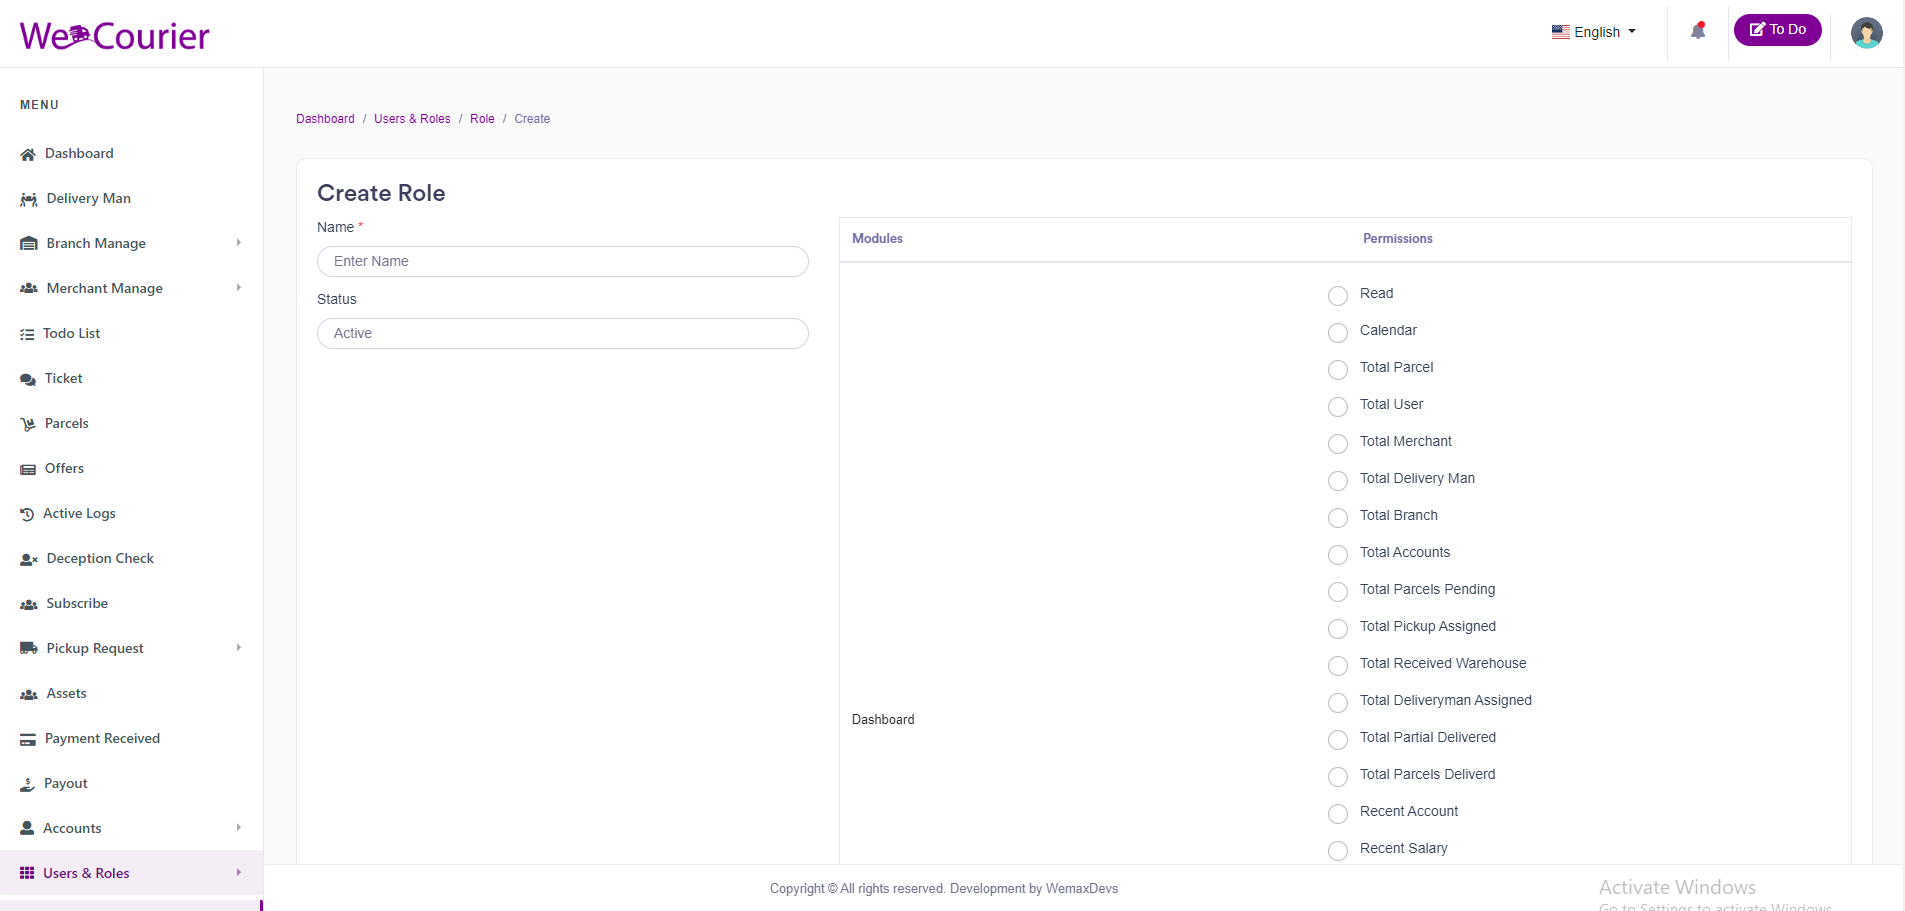 We Courier
English
To Do
MENU
Dashboard
Delivery Man
Branch Manage
Merchant Manage
Todo List
Ticket
Parcels
Offers
Active Logs
Deception Check
Subscribe
Pickup Request
Assets
Payment Received
Payout
Accounts
Users & Roles
Dashboard / Users & Roles / Role / Create
Create Role
Name *
Enter Name
Status
Active
Modules Permissions
Dashboard
Read
Calendar
Total Parcel
Total User
Total Merchant
Total Delivery Man
Total Branch
Total Accounts
Total Parcels Pending
Total Pickup Assigned
Total Received Warehouse
Total Deliveryman Assigned
Total Partial Delivered
Total Parcels Deliverd
Recent Account
Recent Salary
Copyright © All rights reserved. Development by WemaxDevs
Activate Windows
Go to Settings to activate Windows.